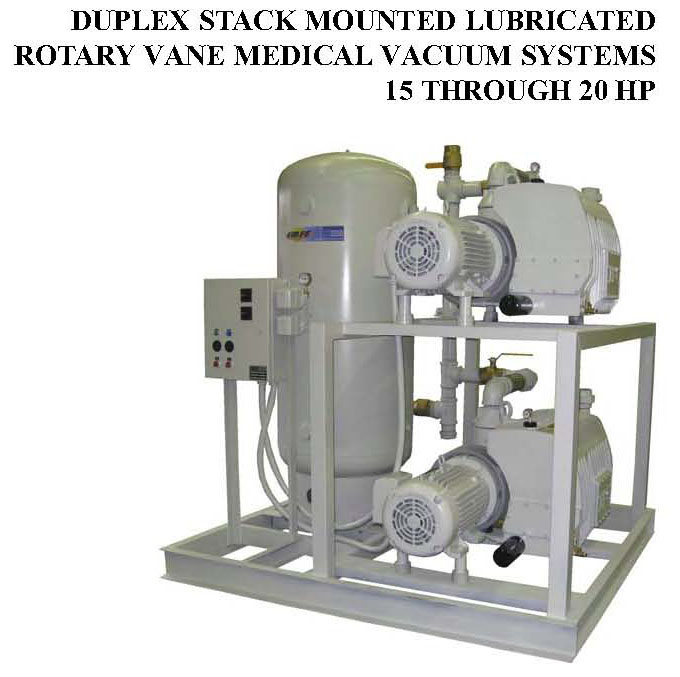 DUPLEX STACK MOUNTED LUBRICATED
ROTARY VANE MEDICAL VACUUM SYSTEMS
15 THROUGH 20 HP